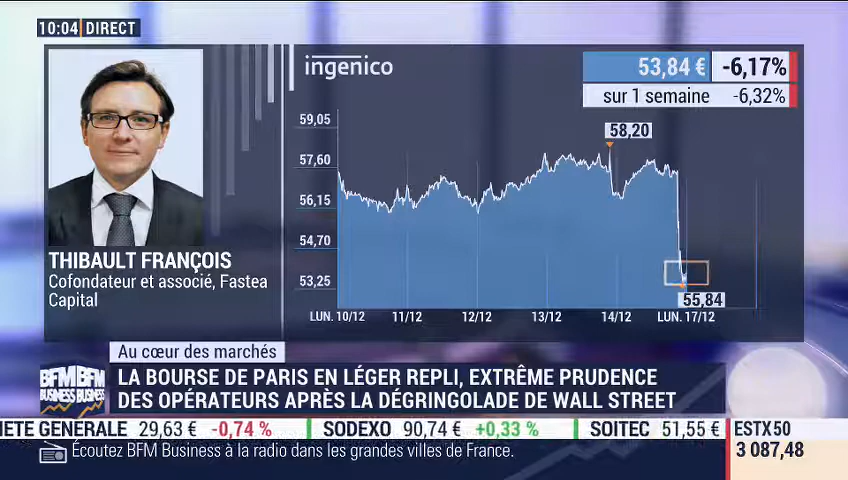 10:04 DIRECT
ingenico
53,84 € -6,17%
sur 1 semaine -6,32%
59,05
57,60
56,15
54,70
53,25
58,20
55,84
LUN. 10/12 11/12 12/12 13/12 14/12 LUN. 17/12
THIBAULT FRANÇOIS
Cofondateur et associé, Fastea
Capital
Au cœur des marchés
BFM BFM
BUSINESS BUSINESS
LA BOURSE DE PARIS EN LÉGER REPLI, EXTRÊME PRUDENCE
DES OPÉRATEURS APRÈS LA DÉGRINGOLADE DE WALL STREET
IETE GENERALE 29,63 € -0,74 % SODEXO 90,74 € +0,33 % SOITEC 51,55 €
ESTX50
3 087,48
Écoutez BFM Business à la radio dans les grandes villes de France.